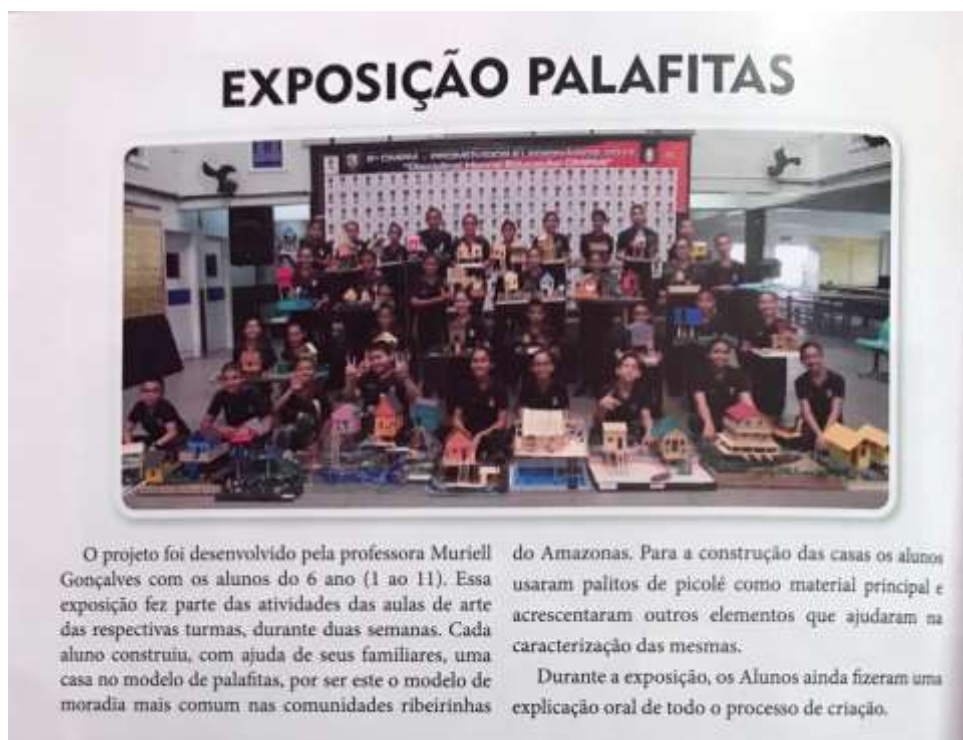 EXPOSIÇÃO PALAFITAS
O projeto foi desenvolvido pela professora Muriell
Gonçalves com os alunos do 6 ano (1 ao 11). Essa
exposição fez parte das atividades das aulas de arte
das respectivas turmas, durante duas semanas. Cada
aluno construiu, com ajuda de seus familiares, uma
casa no modelo de palafitas, por ser este o modelo de
moradia mais comum nas comunidades ribeirinhas
do Amazonas. Para a construção das casas os alunos
usaram palitos de picolé como material principal e
acrescentaram outros elementos que ajudaram na
caracterização das mesmas.
Durante a exposição, os Alunos ainda fizeram uma
explicação oral de todo o processo de criação.